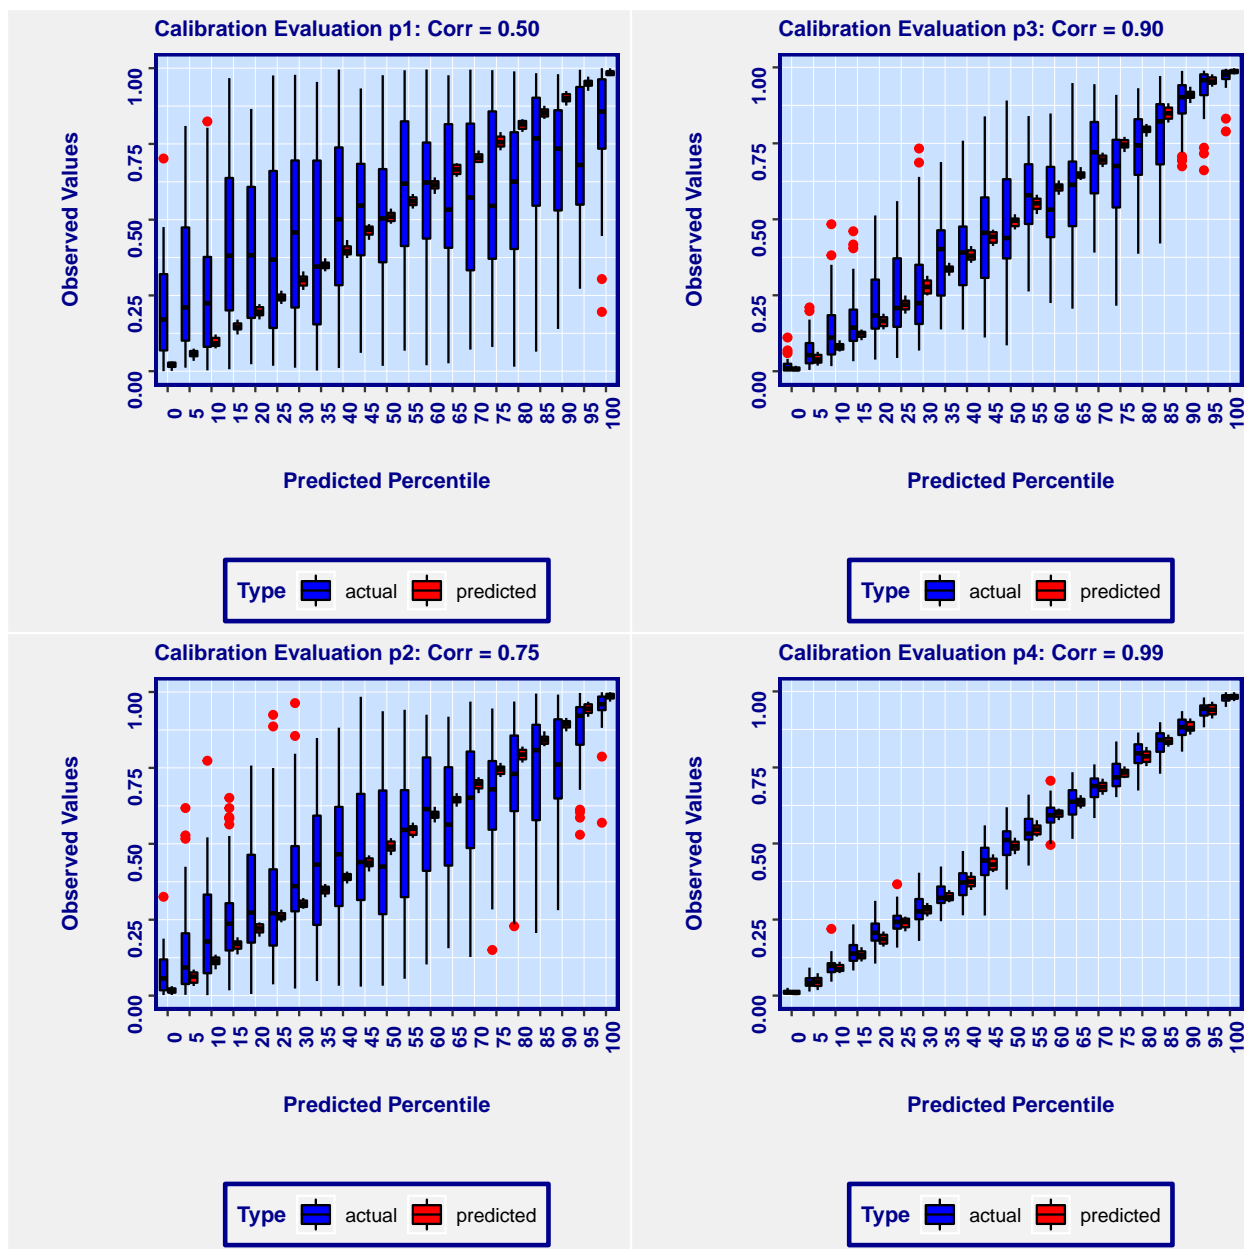 Calibration Evaluation p1: Corr = 0.50
Observed Values
1.00
0.75
0.50
0.25
0.00
0 5 10 15 20 25 30 35 40 45 50 55 60 65 70 75 80 85 90 95 100
Predicted Percentile
Type actual predicted
Calibration Evaluation p3: Corr = 0.90
Observed Values
1.00
0.75
0.50
0.25
0.00
0 5 10 15 20 25 30 35 40 45 50 55 60 65 70 75 80 85 90 95 100
Predicted Percentile
Type actual predicted
Calibration Evaluation p2: Corr = 0.75
Observed Values
1.00
0.75
0.50
0.25
0.00
0 5 10 15 20 25 30 35 40 45 50 55 60 65 70 75 80 85 90 95 100
Predicted Percentile
Type actual predicted
Calibration Evaluation p4: Corr = 0.99
Observed Values
1.00
0.75
0.50
0.25
0.00
0 5 10 15 20 25 30 35 40 45 50 55 60 65 70 75 80 85 90 95 100
Predicted Percentile
Type actual predicted